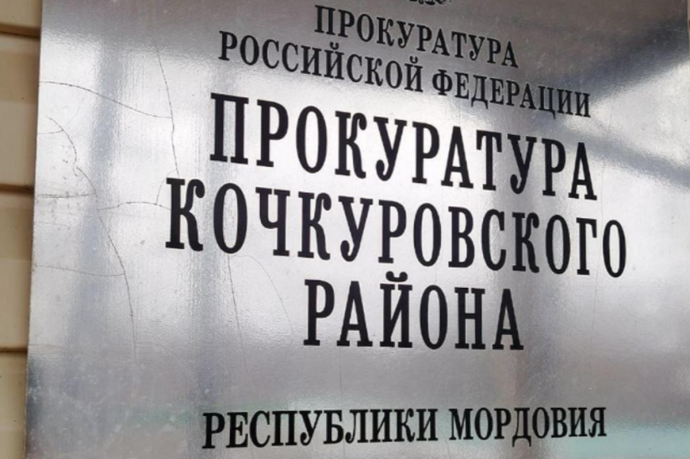 ПРОКУРАТУРА
РОССИЙСКОЙ ФЕДЕРАЦИИ
ПРОКУРАТУРА
КОЧКУРОВСКОГО
РАЙОНА
РЕСПУБЛИКИ МОРДОВИЯ